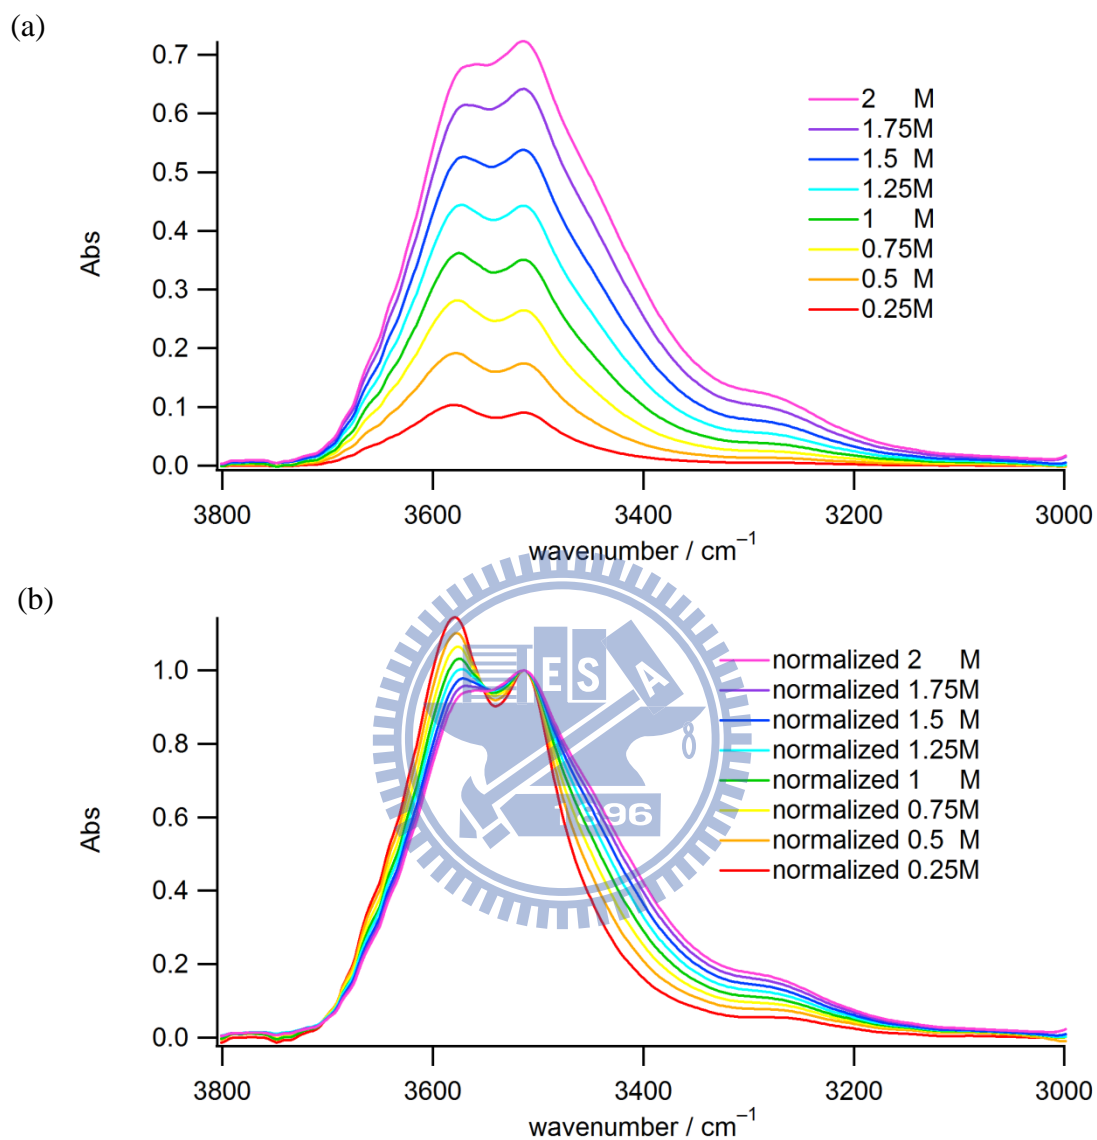 (a)
0.7
0.6
0.5
0.4
0.3
0.2
0.1
0.0
Abs
2 M
1.75M
1.5 M
1.25M
1 M
0.75M
0.5 M
0.25M
3800 3600 3400 3200 3000
wavenumber / cm⁻¹
(b)
1.0
0.8
0.6
0.4
0.2
0.0
Abs
E S A
8
1896
normalized 2 M
normalized 1.75M
normalized 1.5 M
normalized 1.25M
normalized 1 M
normalized 0.75M
normalized 0.5 M
normalized 0.25M
3800 3600 3400 3200 3000
wavenumber / cm⁻¹